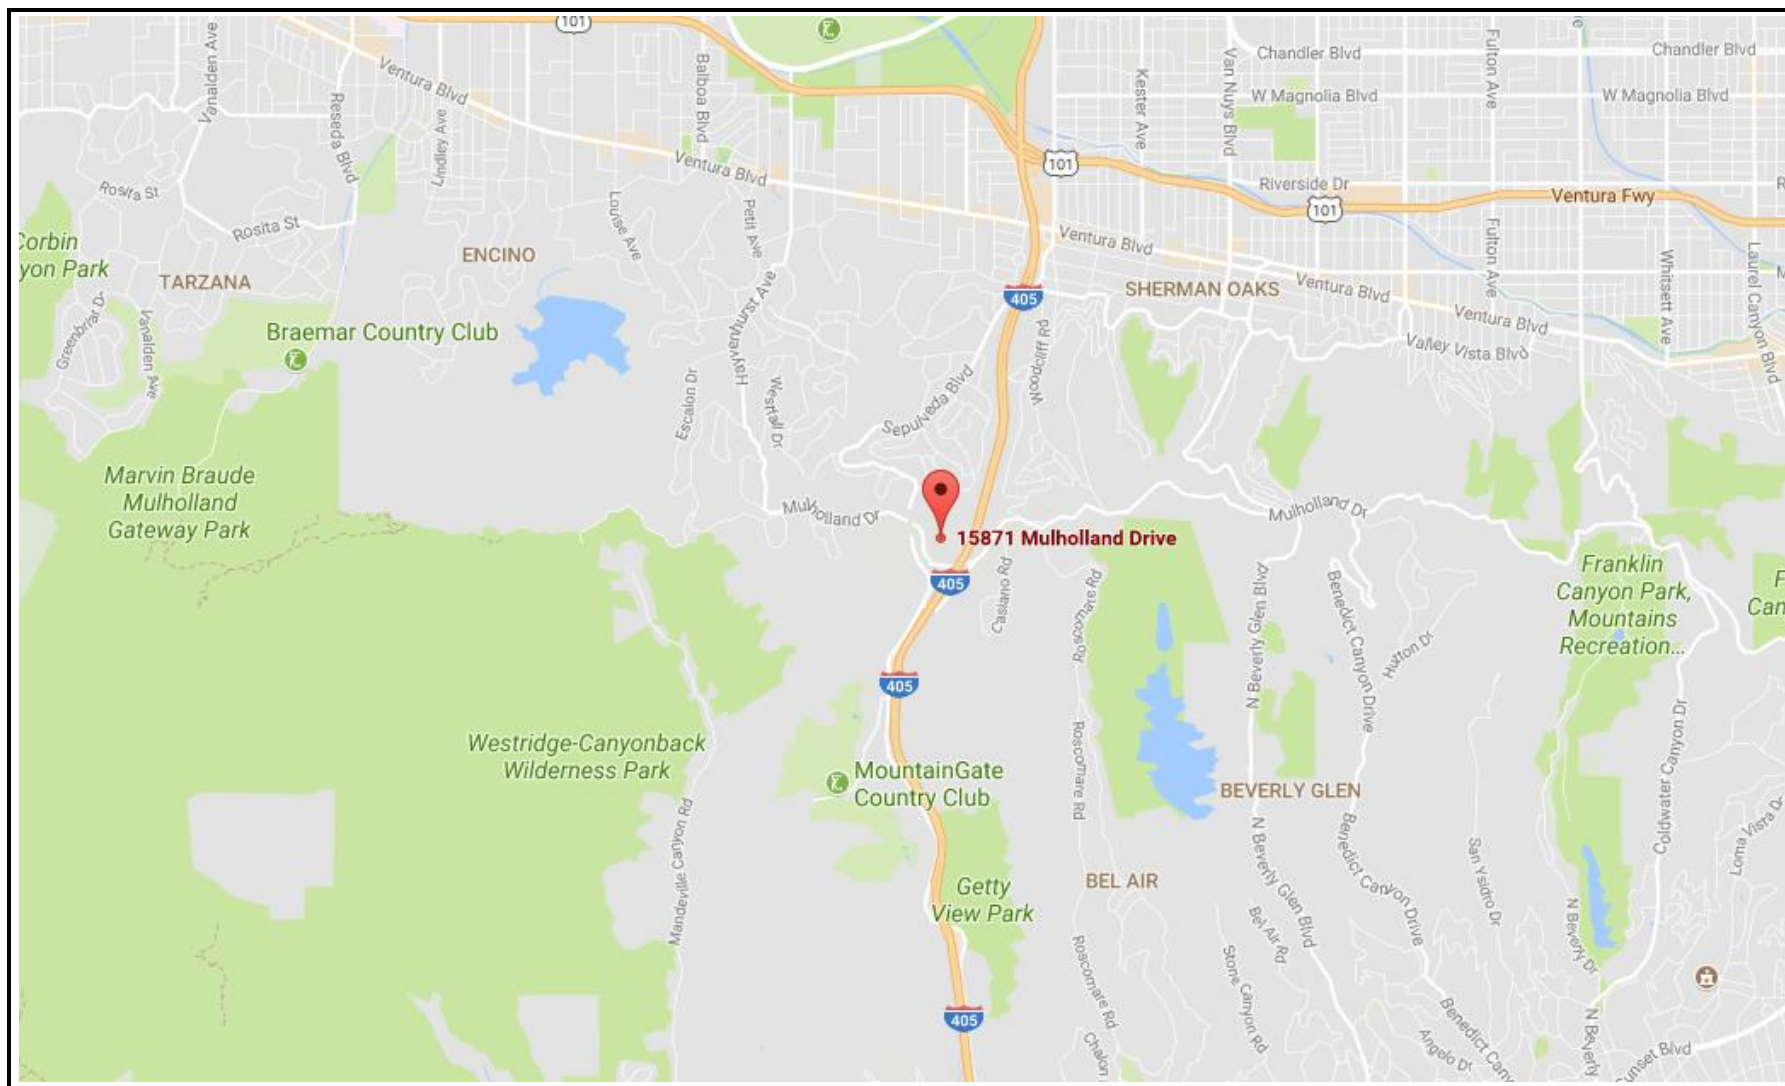 101
Vanalden Ave
Ventura Blvd
Reseda Blvd
Lindley Ave
Balboa Blvd
Kester Ave
Van Nuys Blvd
Chandler Blvd
Fulton Ave
Chandler Blvd
W Magnolia Blvd
W Magnolia Blvd
Ventura Blvd
101
Riverside Dr
Ventura Fwy
101
Rosita St
Rosita St
Louise Ave
Petit Ave
Corbin
yon Park
TARZANA
ENCINO
Ventura Blvd
Fulton Ave
Whitsett Ave
Laurel Canyon Blvd
Hayvenhurst Ave
405
SHERMAN OAKS
Ventura Blvd
Ventura Blvd
Valley Vista Blvd
Greenbriar Dr
Vanalden Ave
Braemar Country Club
Woodcliff Rd
Escalon Dr
Westfall Dr
Sepulveda Blvd
Marvin Braude
Mulholland
Gateway Park
Mulholland Dr
Mulholland Dr
15871 Mulholland Drive
405
Casiano Rd
Roscomare Rd
N Beverly Glen Blvd
Benedict Canyon Drive
Hutton Dr
Franklin
Canyon Park,
Mountains
Recreation...
F
Can
405
Westridge-Canyonback
Wilderness Park
MountainGate
Country Club
Roscomare Rd
BEVERLY GLEN
Coldwater Canyon Dr
Loma Vista D
Mandeville Canyon Rd
Getty
View Park
BEL AIR
N Beverly Glen Blvd
Benedict Canyon Drive
San Ysidro Dr
N Beverly Dr
Bel Air Rd
Stone Canyon Rd
Roscomare Rd
405
Chalon
Angelo Dr
Benedict Cany
N Beverly
unset Blvd